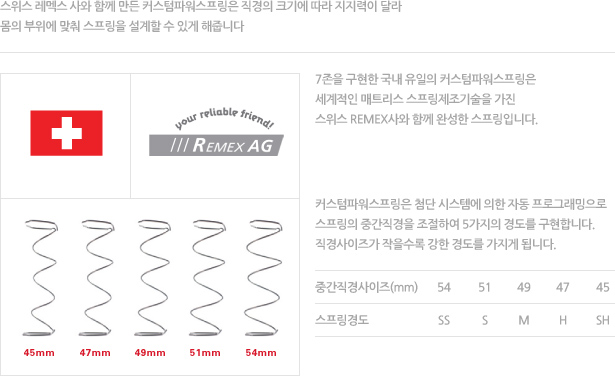 스위스 레멕스 사와 함께 만든 커스텀파워스프링은 직경의 크기에 따라 지지력이 달라
몸의 부위에 맞춰 스프링을 설계할 수 있게 해줍니다
your reliable friend!
/// REMEX AG
7존을 구현한 국내 유일의 커스텀파워스프링은
세계적인 매트리스 스프링제조기술을 가진
스위스 REMEX사와 함께 완성한 스프링입니다.
커스텀파워스프링은 첨단 시스템에 의한 자동 프로그래밍으로
스프링의 중간직경을 조절하여 5가지의 경도를 구현합니다.
직경사이즈가 작을수록 강한 경도를 가지게 됩니다.
45mm 47mm 49mm 51mm 54mm
중간직경사이즈(mm) 54 51 49 47 45
스프링경도 SS S M H SH